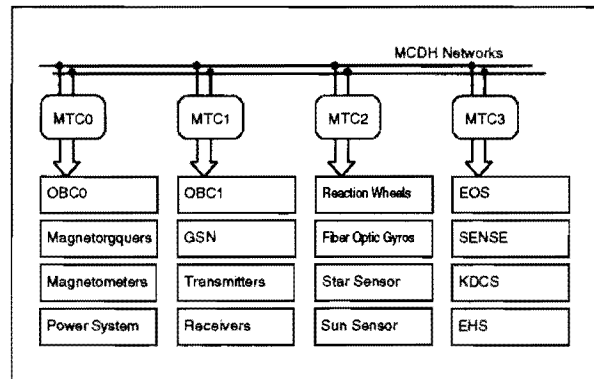 MCDH Networks
MTC0 MTC1 MTC2 MTC3
OBC0 OBC1 Reaction Wheels EOS
Magnetorgquers GSN Fiber Optic Gyros SENSE
Magnetometers Transmitters Star Sensor KDCS
Power System Receivers Sun Sensor EHS